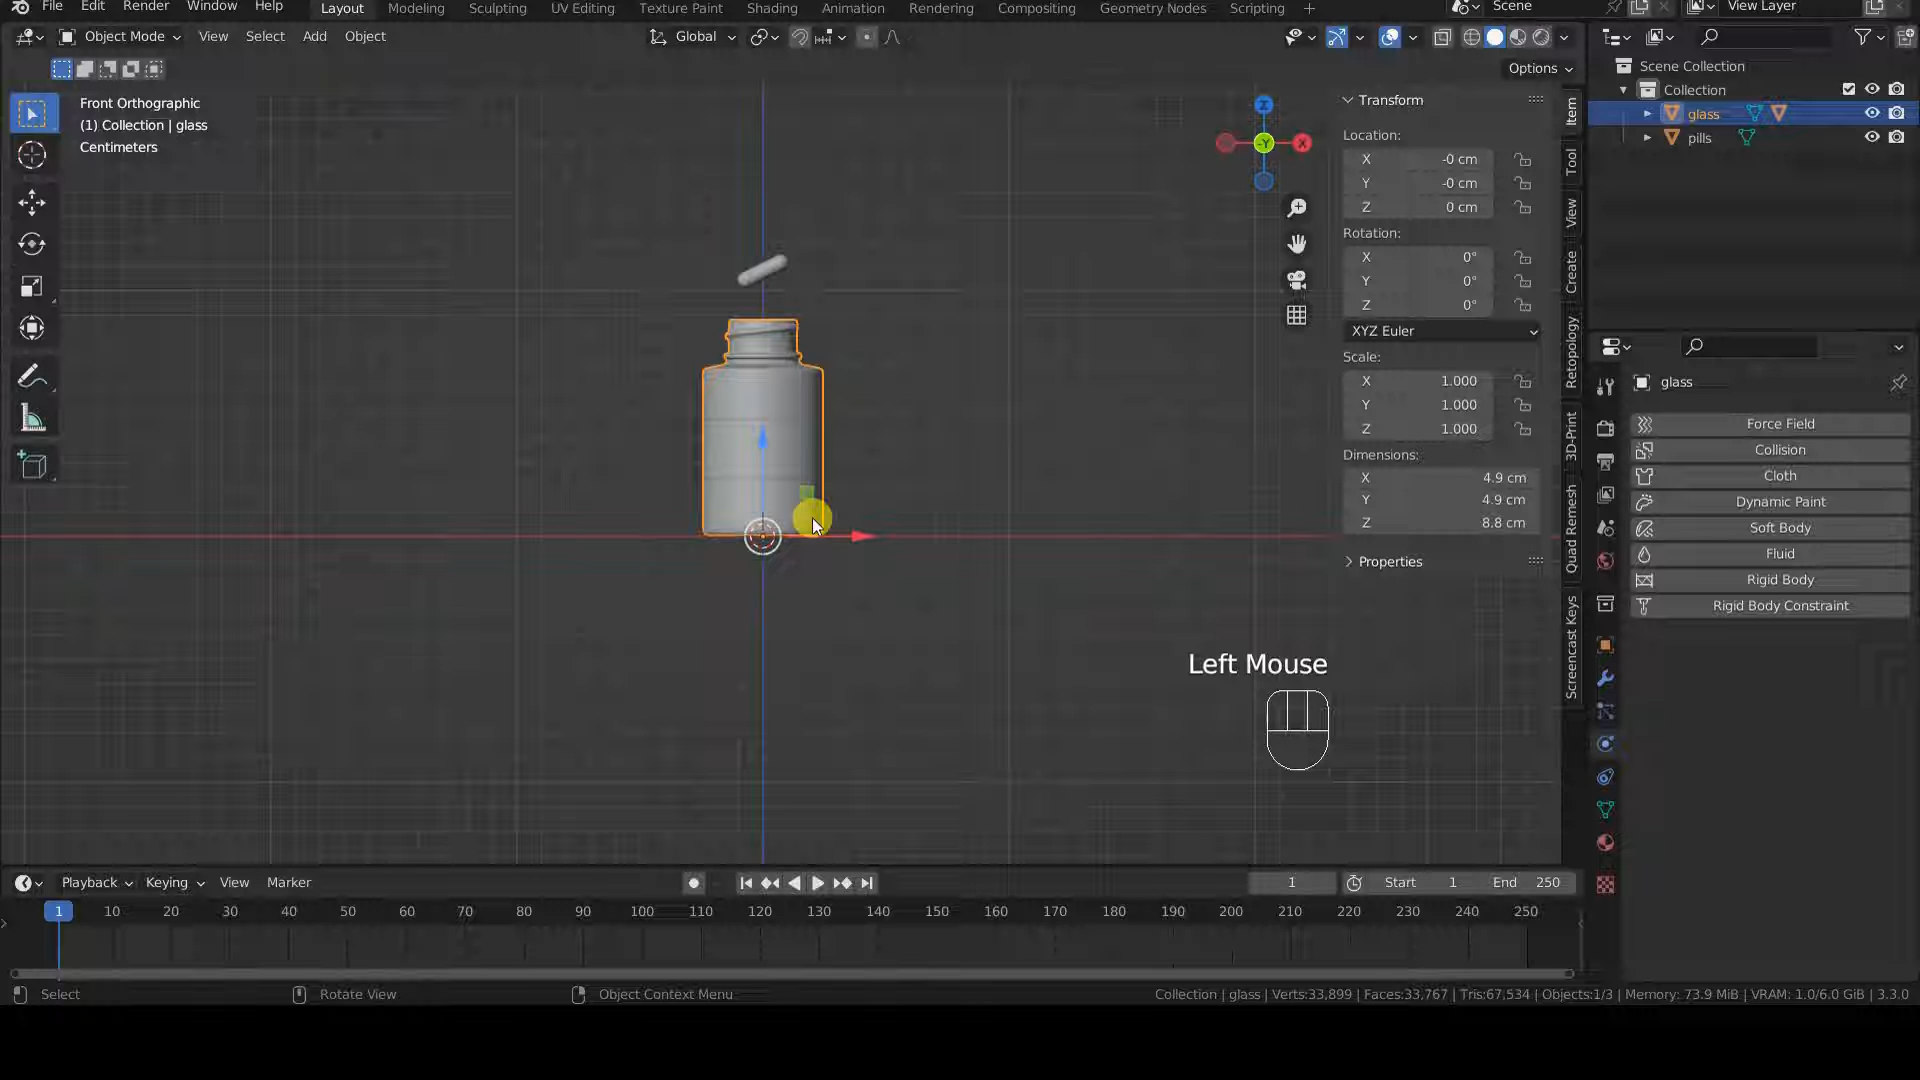 File Edit Render Window Help Layout Modeling Sculpting UV Editing Texture Paint Shading Animation Rendering Compositing Geometry Nodes Scripting + Scene View Layer
Object Mode View Select Add Object Global
Options
Front Orthographic
(1) Collection | glass
Centimeters
Z
-Y
X
Transform
Location:
X -0 cm
Y -0 cm
Z 0 cm
Rotation:
X 0°
Y 0°
Z 0°
XYZ Euler
Scale:
X 1.000
Y 1.000
Z 1.000
Dimensions:
X 4.9 cm
Y 4.9 cm
Z 8.8 cm
Properties
Item
Tool
View
Create
Retopology
3D-Print
Quad Remesh
Screencast Keys
Scene Collection
Collection
glass
pills
glass
Force Field
Collision
Cloth
Dynamic Paint
Soft Body
Fluid
Rigid Body
Rigid Body Constraint
Left Mouse
Playback Keying View Marker 1 Start 1 End 250
1 10 20 30 40 50 60 70 80 90 100 110 120 130 140 150 160 170 180 190 200 210 220 230 240 250
Select Rotate View Object Context Menu Collection | glass | Verts:33,899 | Faces:33,767 | Tris:67,534 | Objects:1/3 | Memory: 73.9 MiB | VRAM: 1.0/6.0 GiB | 3.3.0